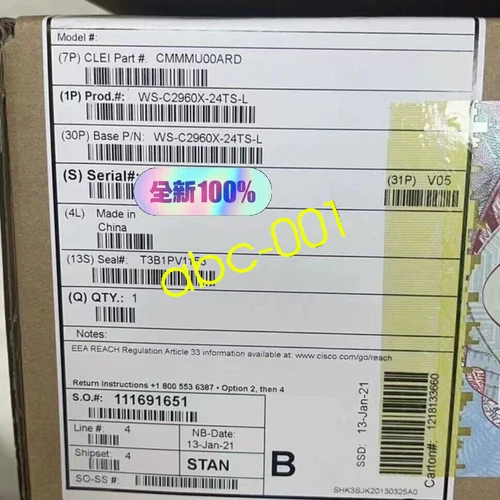 Model #:
(7P) CLEI Part #. CMMMU00ARD
(1P) Prod.#: WS-C2960X-24TS-L
(30P) Base P/N: WS-C2960X-24TS-L
(S) Serial#:
全新100%
(31P) V05
(4L) Made in
China
abc-001
(13S) Seal#: T3B1PV1153
(Q) QTY.: 1
Notes:
EEA REACH Regulation Article 33 information available at www.cisco.com/go/reach
Return Instructions +1 800 553 6387 • Option 2, then 4
S.O.#: 111691651
Line #: 4
NB-Date:
13-Jan-21
Shipset: 4
STAN
SO-SS #:
B
SSD: 13-Jan-21
Carton#: 1218133660
SHK3SJK20130325A0